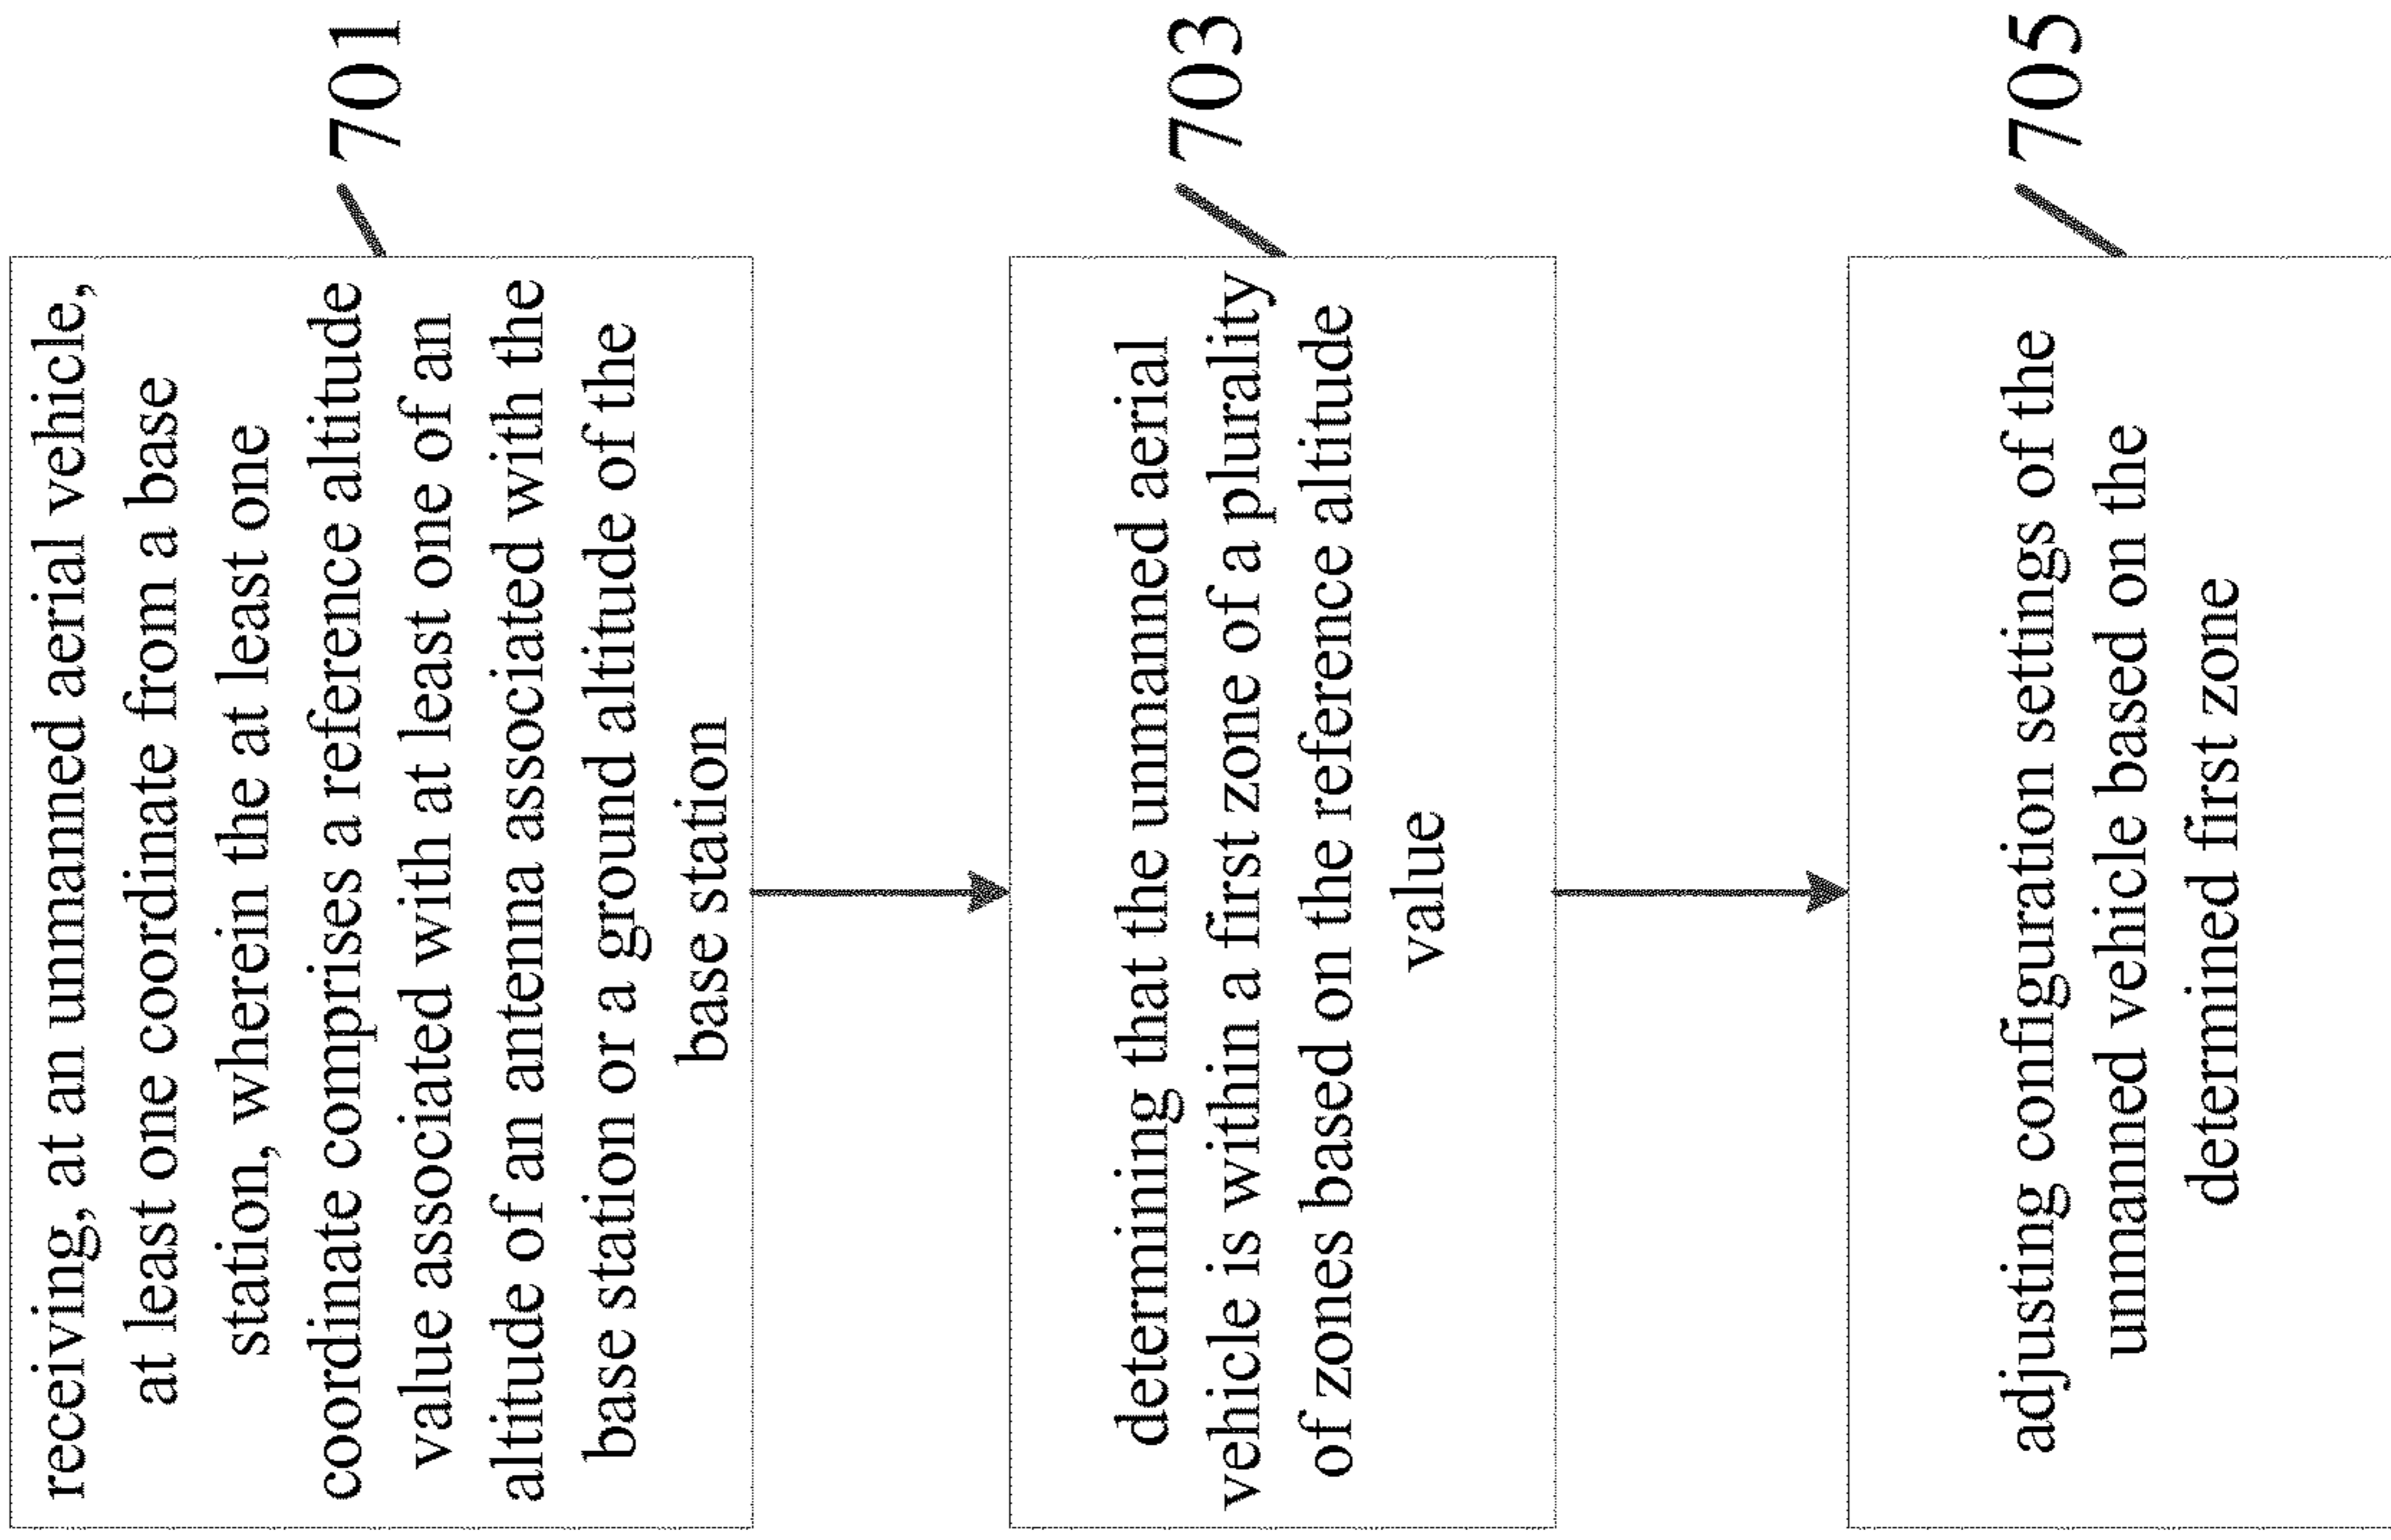 receiving, at an unmanned aerial vehicle,
at least one coordinate from a base
station, wherein the at least one
coordinate comprises a reference altitude
value associated with at least one of an
altitude of an antenna associated with the
base station or a ground altitude of the
base station
701
determining that the unmanned aerial
vehicle is within a first zone of a plurality
of zones based on the reference altitude
value
703
adjusting configuration settings of the
unmanned vehicle based on the
determined first zone
705